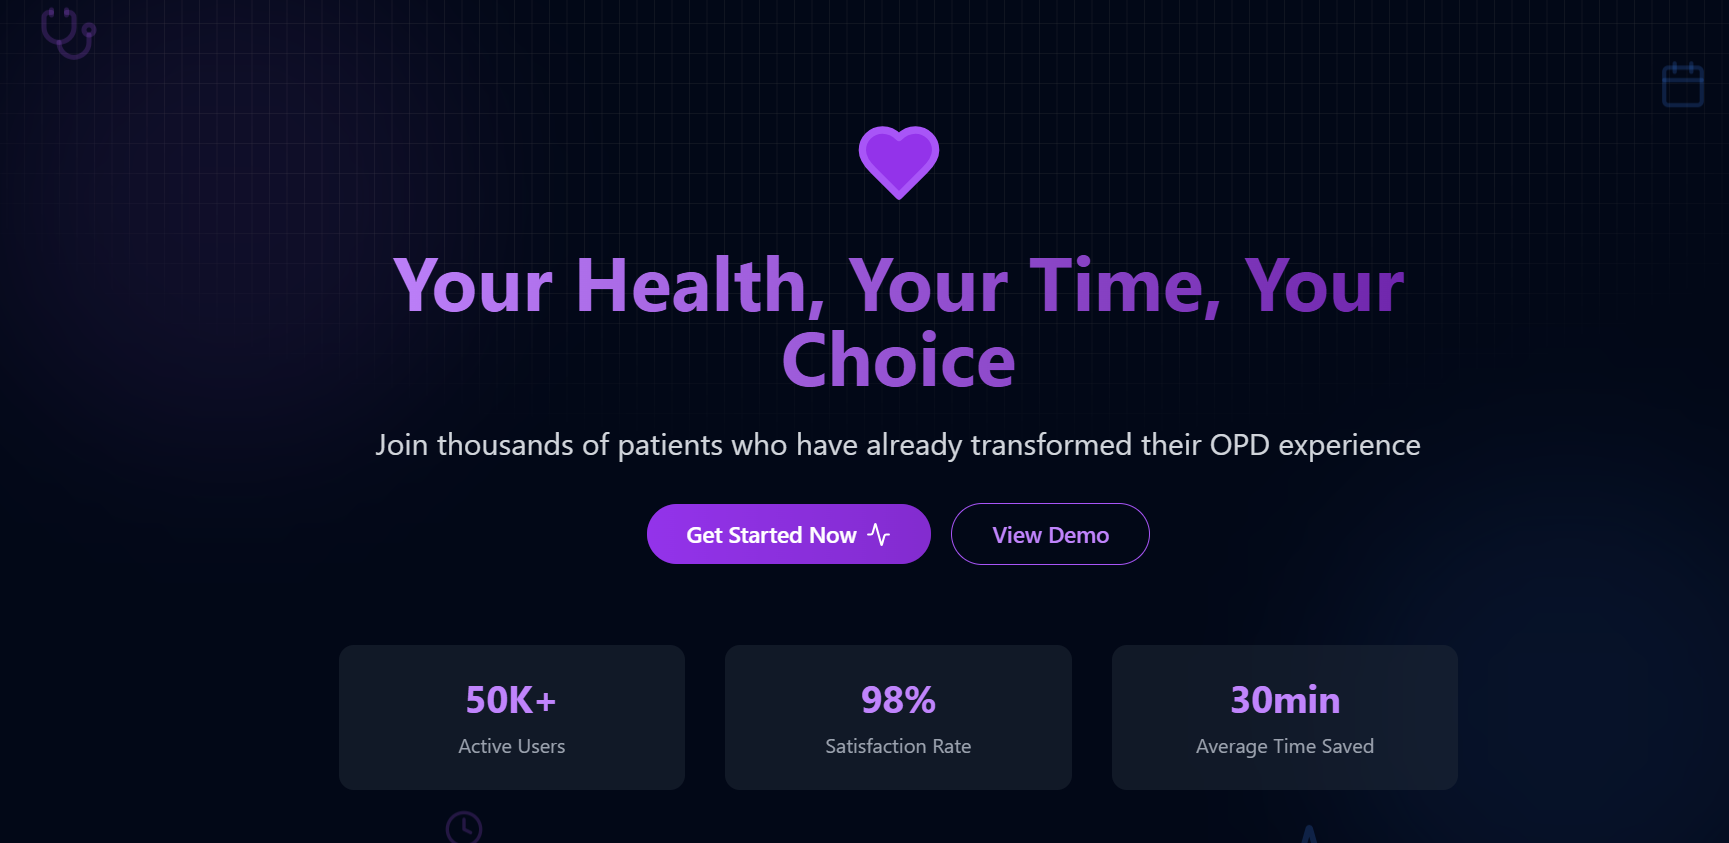 Your Health, Your Time, Your
Choice
Join thousands of patients who have already transformed their OPD experience
Get Started Now
View Demo
50K+
Active Users
98%
Satisfaction Rate
30min
Average Time Saved